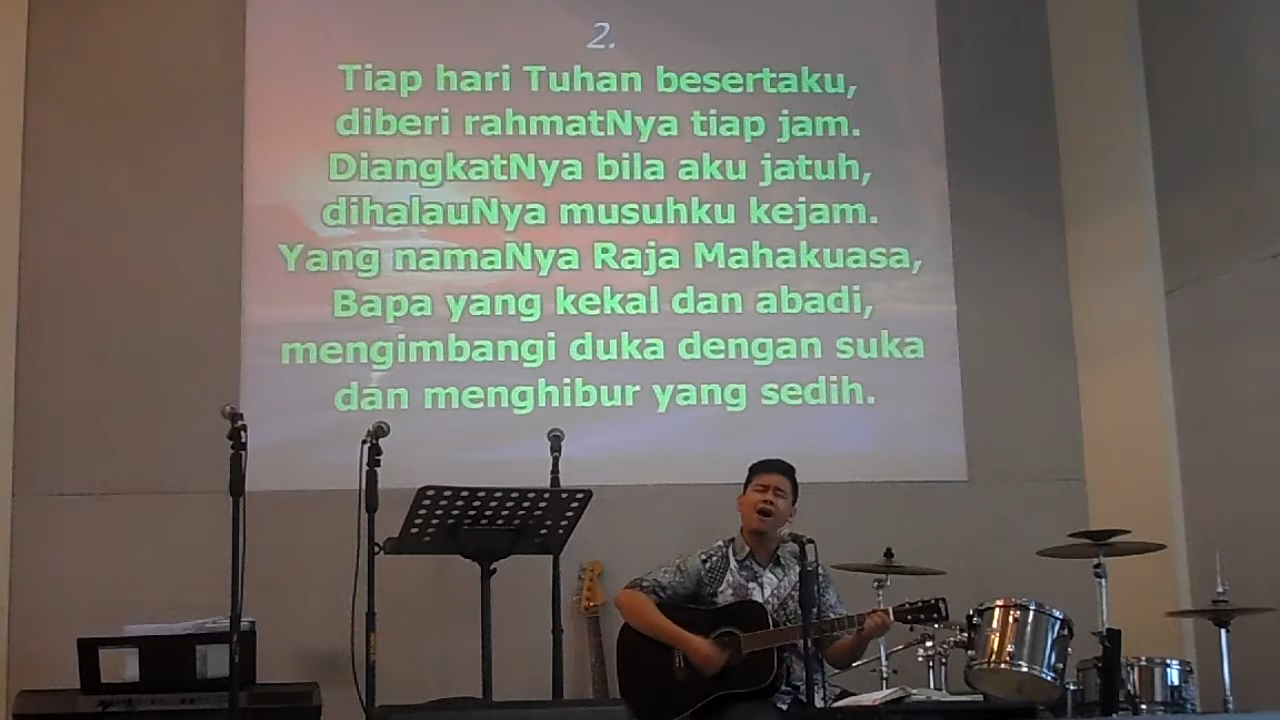 2.
Tiap hari Tuhan besertaku,
diberi rahmatNya tiap jam.
DiangkatNya bila aku jatuh,
dihalauNya musuhku kejam.
Yang namaNya Raja Mahakuasa,
Bapa yang kekal dan abadi,
mengimbangi duka dengan suka
dan menghibur yang sedih.